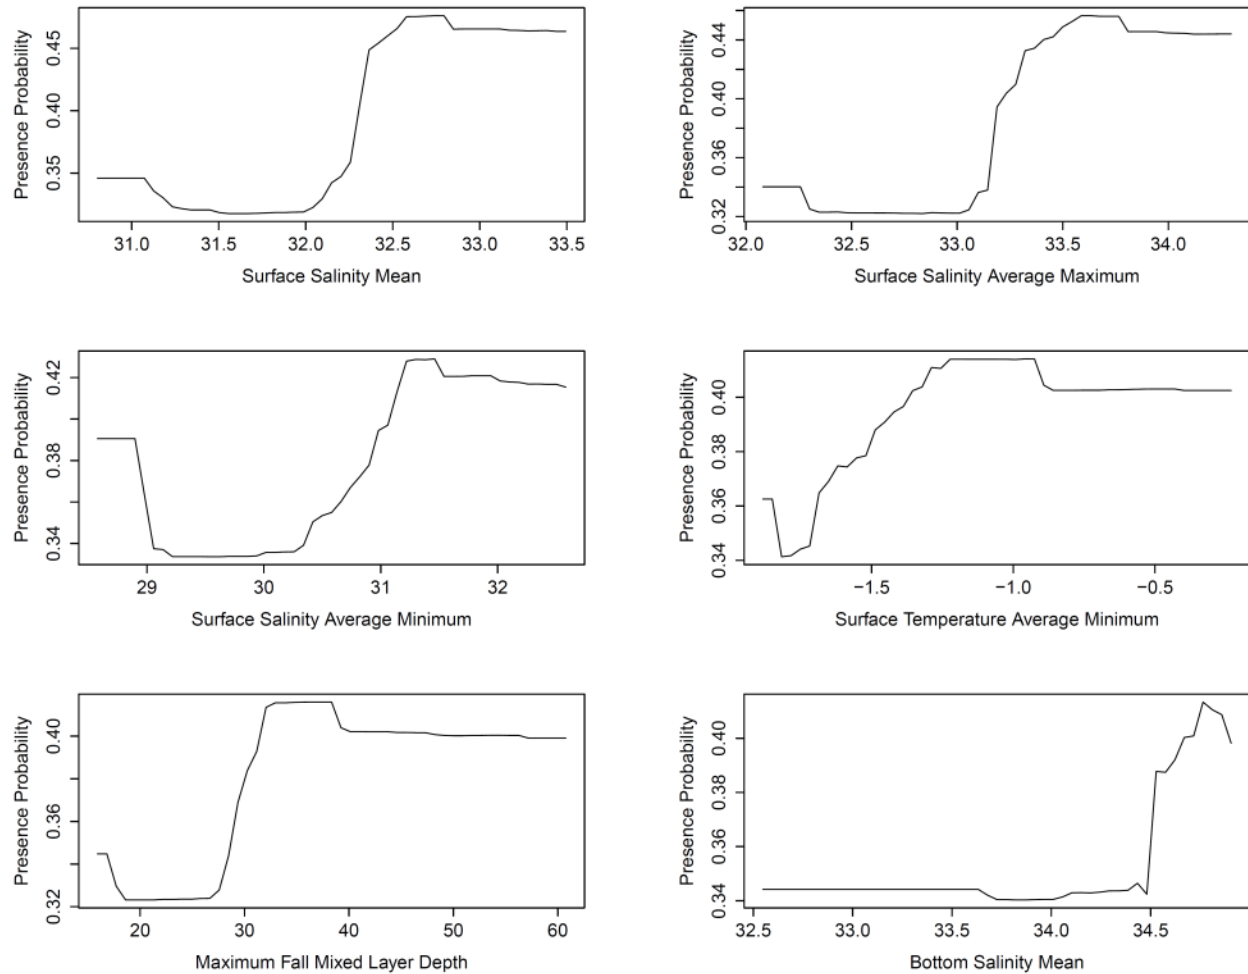 Presence Probability
0.35 0.40 0.45
31.0 31.5 32.0 32.5 33.0 33.5
Surface Salinity Mean
Presence Probability
0.32 0.36 0.40 0.44
32.0 32.5 33.0 33.5 34.0
Surface Salinity Average Maximum
Presence Probability
0.34 0.38 0.42
29 30 31 32
Surface Salinity Average Minimum
Presence Probability
0.34 0.36 0.38 0.40
−1.5 −1.0 −0.5
Surface Temperature Average Minimum
Presence Probability
0.32 0.36 0.40
20 30 40 50 60
Maximum Fall Mixed Layer Depth
Presence Probability
0.34 0.36 0.38 0.40
32.5 33.0 33.5 34.0 34.5
Bottom Salinity Mean